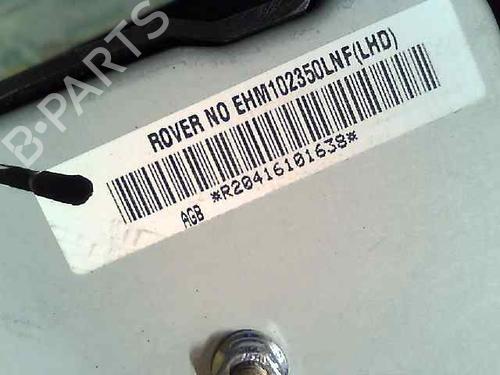 B·PARTS
ROVER NO EHM102350LNF(LHD)
*R20416101638*
AGB